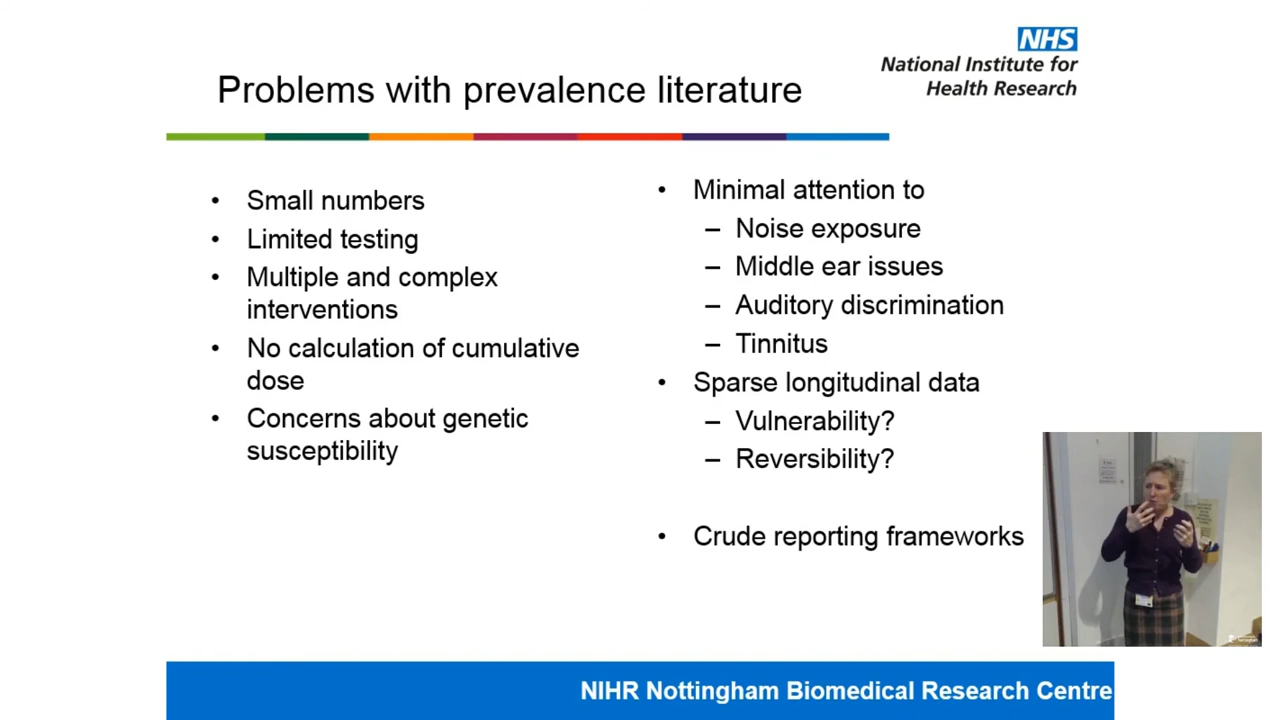 NHS
National Institute for
Health Research
Problems with prevalence literature
• Small numbers
• Limited testing
• Multiple and complex
interventions
• No calculation of cumulative
dose
• Concerns about genetic
susceptibility
• Minimal attention to
– Noise exposure
– Middle ear issues
– Auditory discrimination
– Tinnitus
• Sparse longitudinal data
– Vulnerability?
– Reversibility?
• Crude reporting frameworks
NIHR Nottingham Biomedical Research Centre